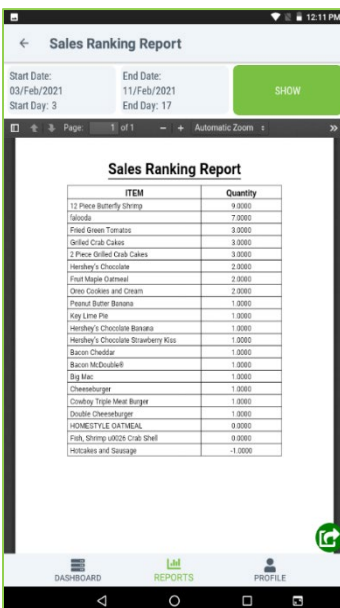 12:11 PM
Sales Ranking Report
Start Date: End Date:
03/Feb/2021 11/Feb/2021 SHOW
Start Day: 3 End Day: 17
Page: 1 of 1 Automatic Zoom
Sales Ranking Report
ITEM Quantity
12 Piece Butterfly Shrimp 9.0000
falooda 7.0000
Fried Green Tomatos 3.0000
Grilled Crab Cakes 3.0000
2 Piece Grilled Crab Cakes 3.0000
Hershey's Chocolate 2.0000
Fruit Maple Oatmeal 2.0000
Oreo Cookies and Cream 2.0000
Peanut Butter Banana 1.0000
Key Lime Pie 1.0000
Hershey's Chocolate Banana 1.0000
Hershey's Chocolate Strawberry Kiss 1.0000
Bacon Cheddar 1.0000
Bacon McDouble® 1.0000
Big Mac 1.0000
Cheeseburger 1.0000
Cowboy Triple Meat Burger 1.0000
Double Cheeseburger 1.0000
HOMESTYLE OATMEAL 0.0000
Fish, Shrimp u0026 Crab Shell 0.0000
Hotcakes and Sausage -1.0000
DASHBOARD REPORTS PROFILE